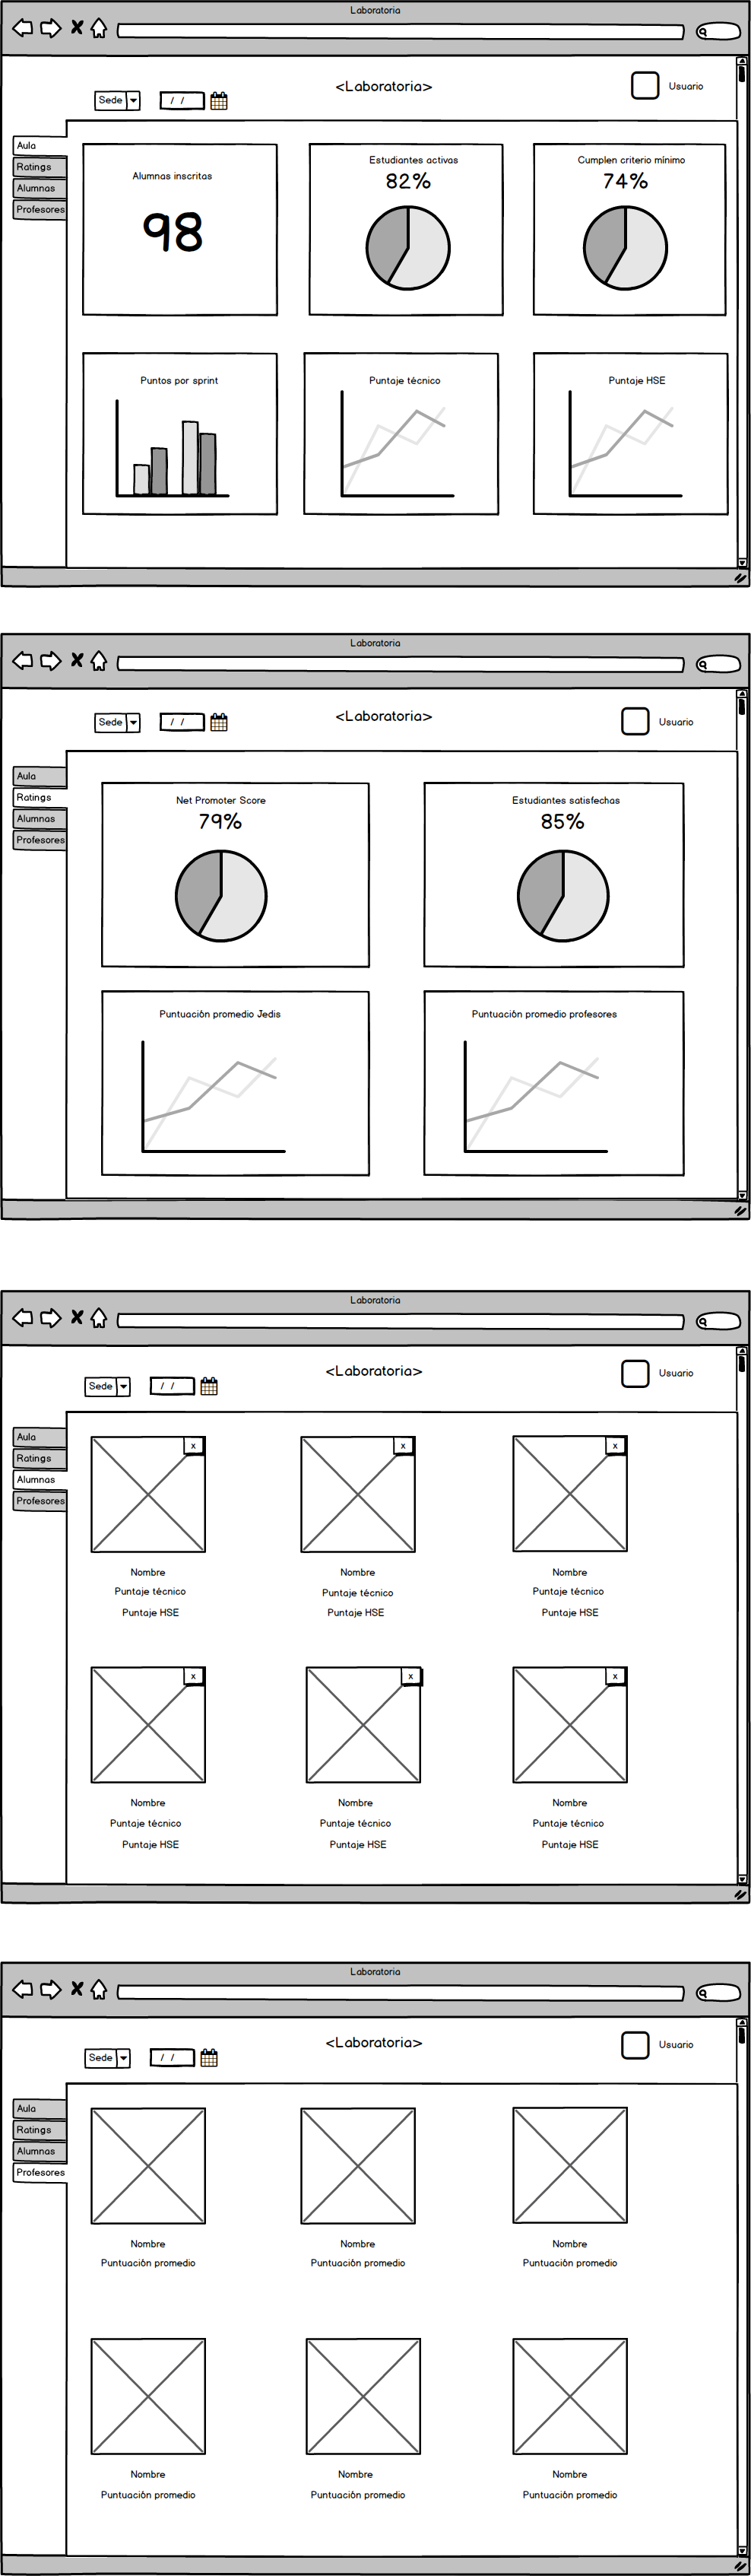 Laboratoria
<Laboratoria>
Usuario
Sede
/ /
Aula
Ratings
Alumnas
Profesores
Alumnas inscritas
98
Estudiantes activas
82%
Cumplen criterio mínimo
74%
Puntos por sprint
Puntaje técnico
Puntaje HSE
Laboratoria
<Laboratoria>
Usuario
Sede
/ /
Aula
Ratings
Alumnas
Profesores
Net Promoter Score
79%
Estudiantes satisfechas
85%
Puntuación promedio Jedis
Puntuación promedio profesores
Laboratoria
<Laboratoria>
Usuario
Sede
/ /
Aula
Ratings
Alumnas
Profesores
x x x
Nombre Nombre Nombre
Puntaje técnico Puntaje técnico Puntaje técnico
Puntaje HSE Puntaje HSE Puntaje HSE
x x x
Nombre Nombre Nombre
Puntaje técnico Puntaje técnico Puntaje técnico
Puntaje HSE Puntaje HSE Puntaje HSE
Laboratoria
<Laboratoria>
Usuario
Sede
/ /
Aula
Ratings
Alumnas
Profesores
Nombre Nombre Nombre
Puntuación promedio Puntuación promedio Puntuación promedio
Nombre Nombre Nombre
Puntuación promedio Puntuación promedio Puntuación promedio